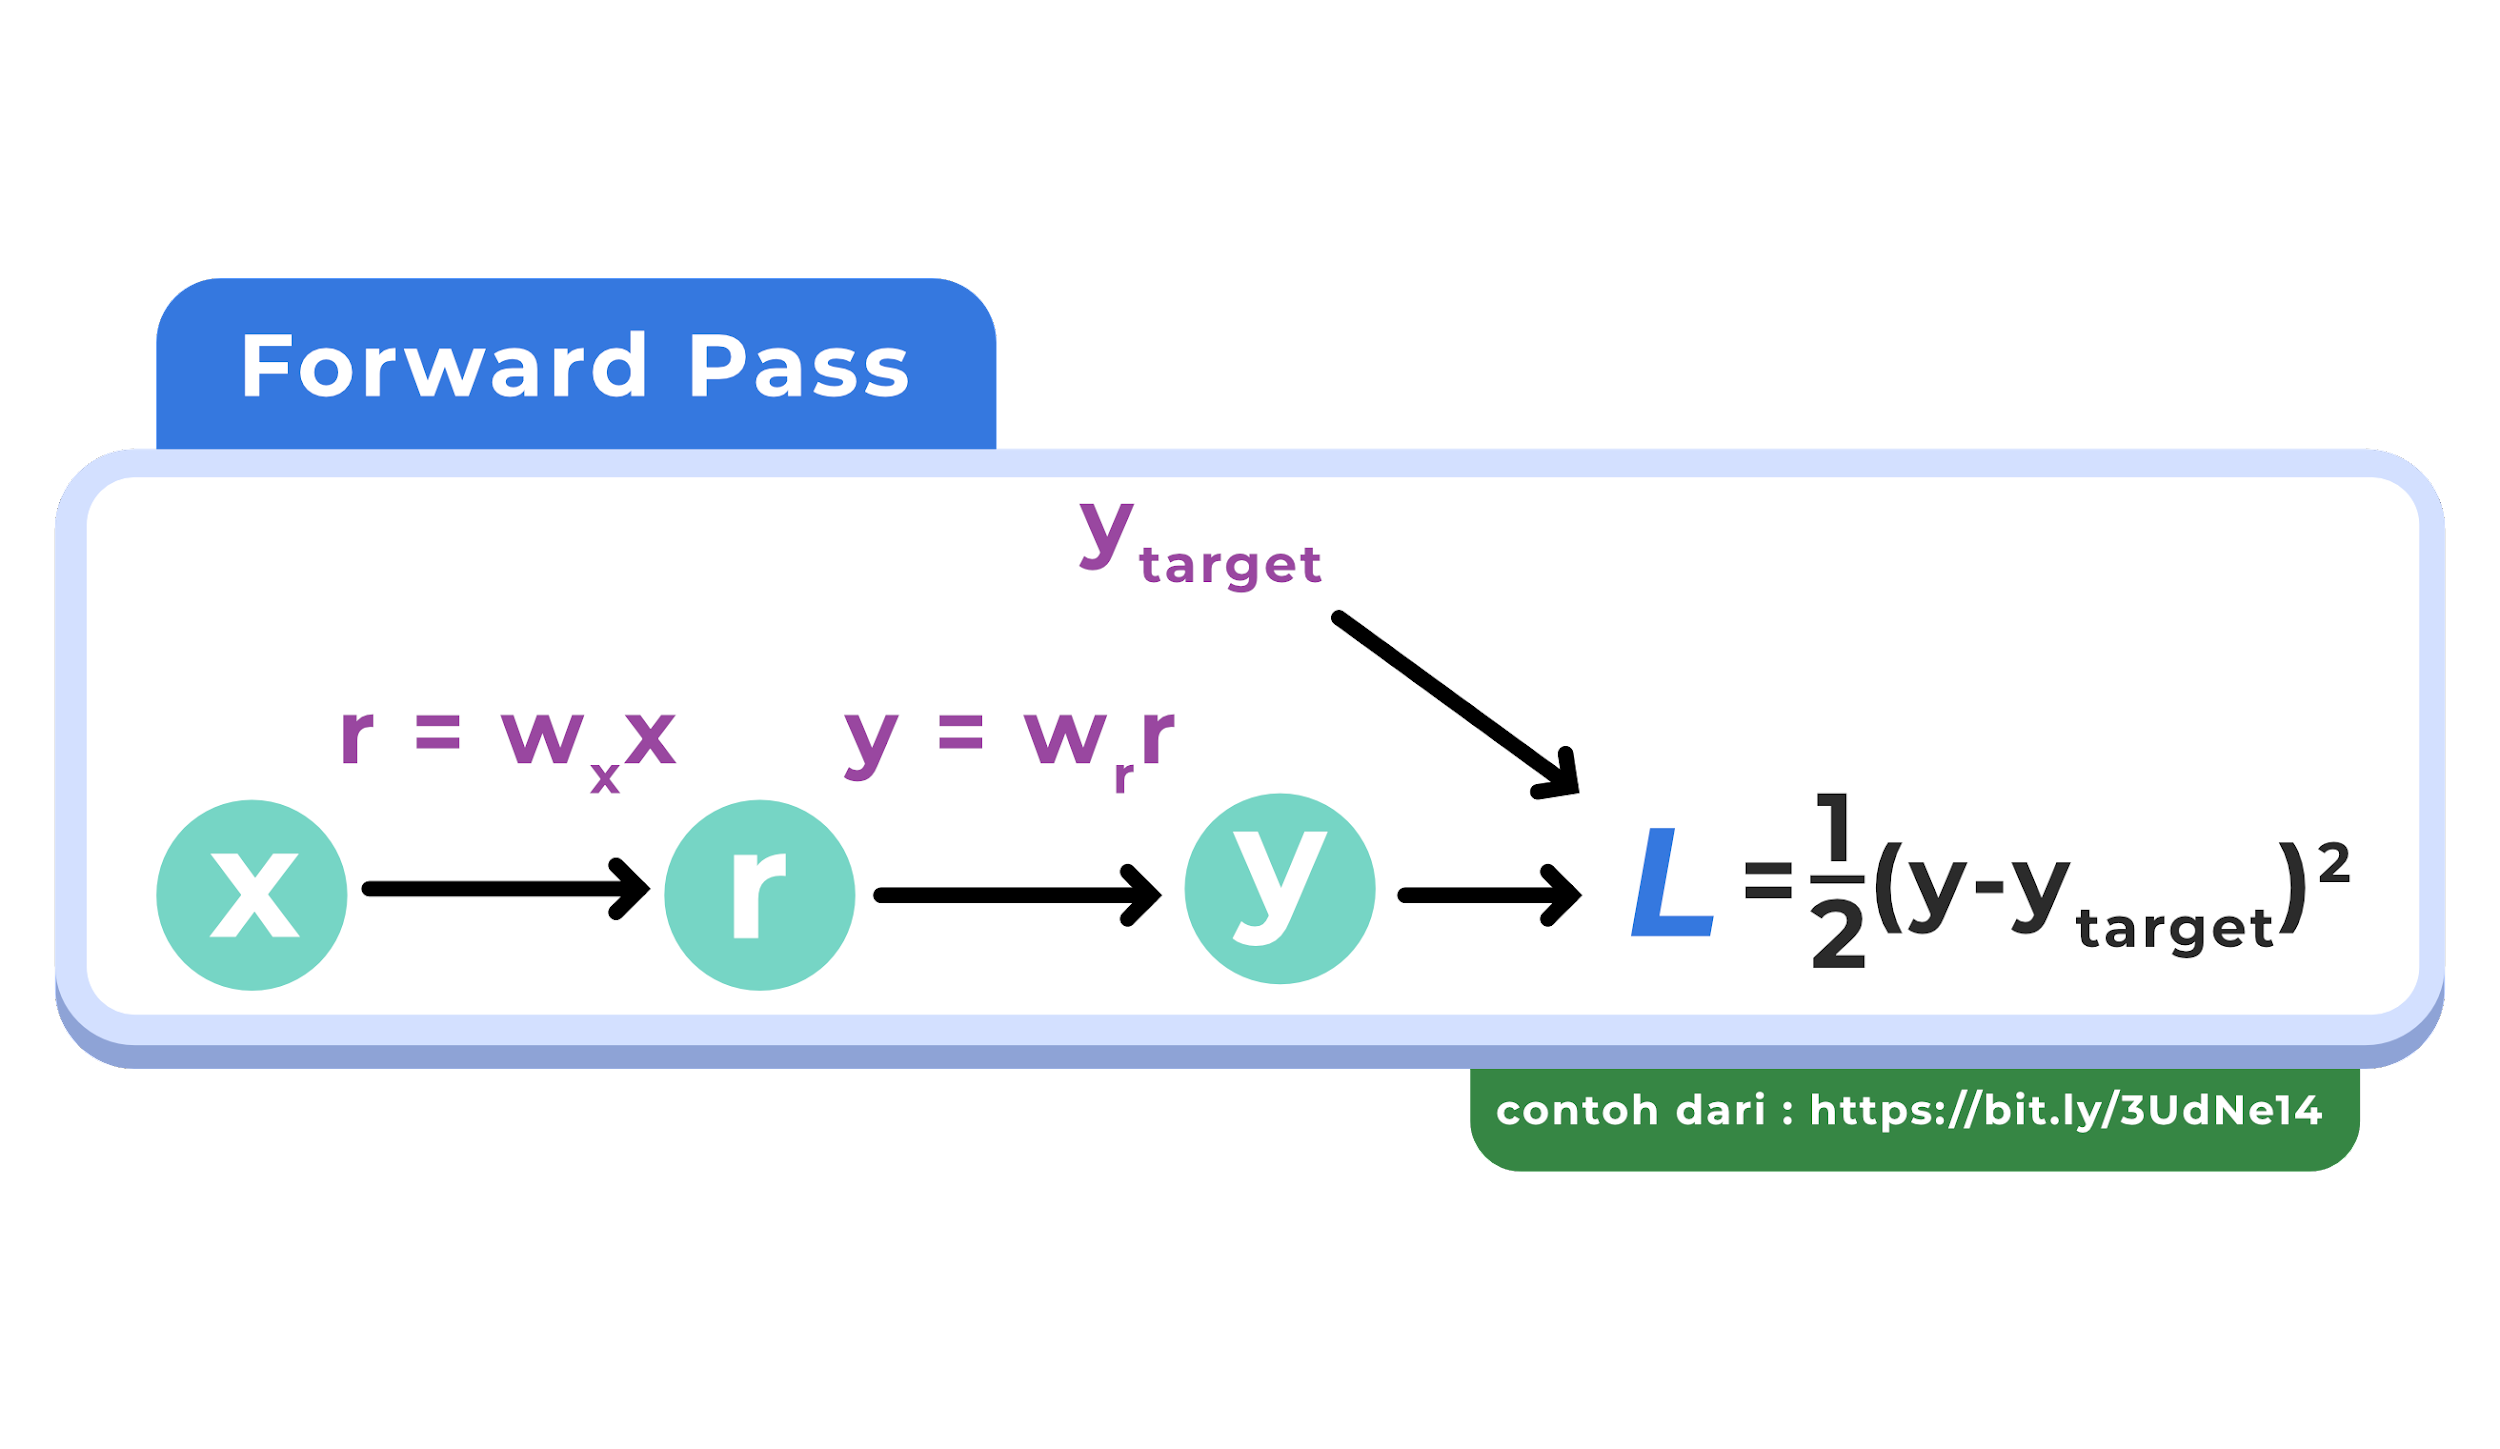 Forward Pass
y_target
r = w_x x
y = w_r r
x
r
y
L = 1/2 (y-y_target)²
contoh dari : https://bit.ly/3UdNe14